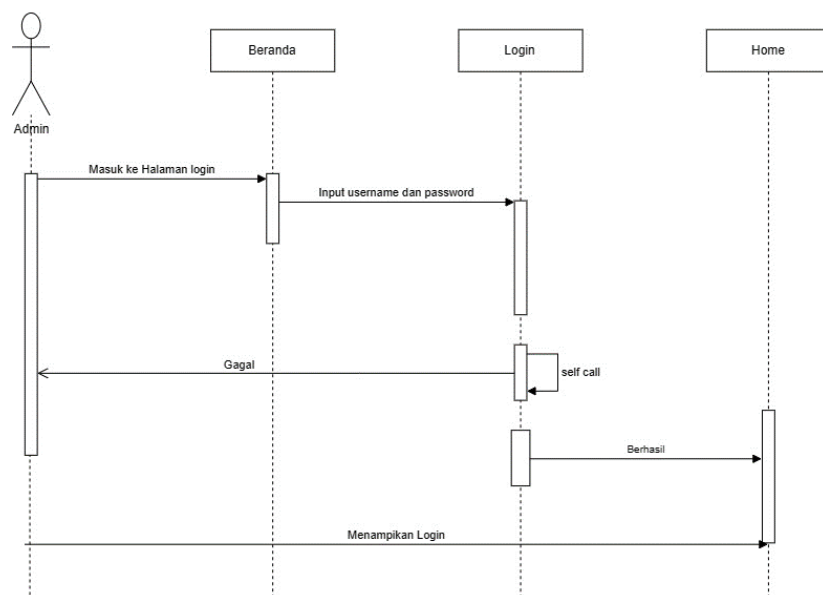 Beranda
Login
Home
Admin
Masuk ke Halaman login
Input username dan password
Gagal
self call
Berhasil
Menampikan Login